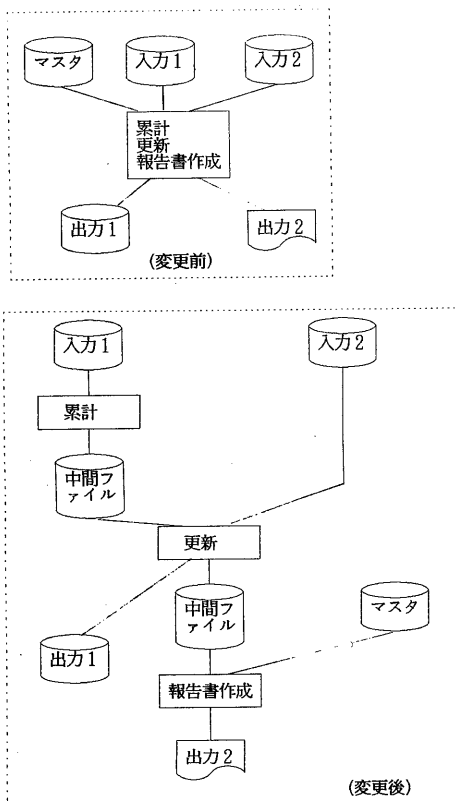 マスタ
入力1
入力2
累計
更新
報告書作成
出力1
出力2
(変更前)
入力1
入力2
累計
中間フ
ァイル
更新
中間フ
ァイル
マスタ
出力1
報告書作成
出力2
(変更後)